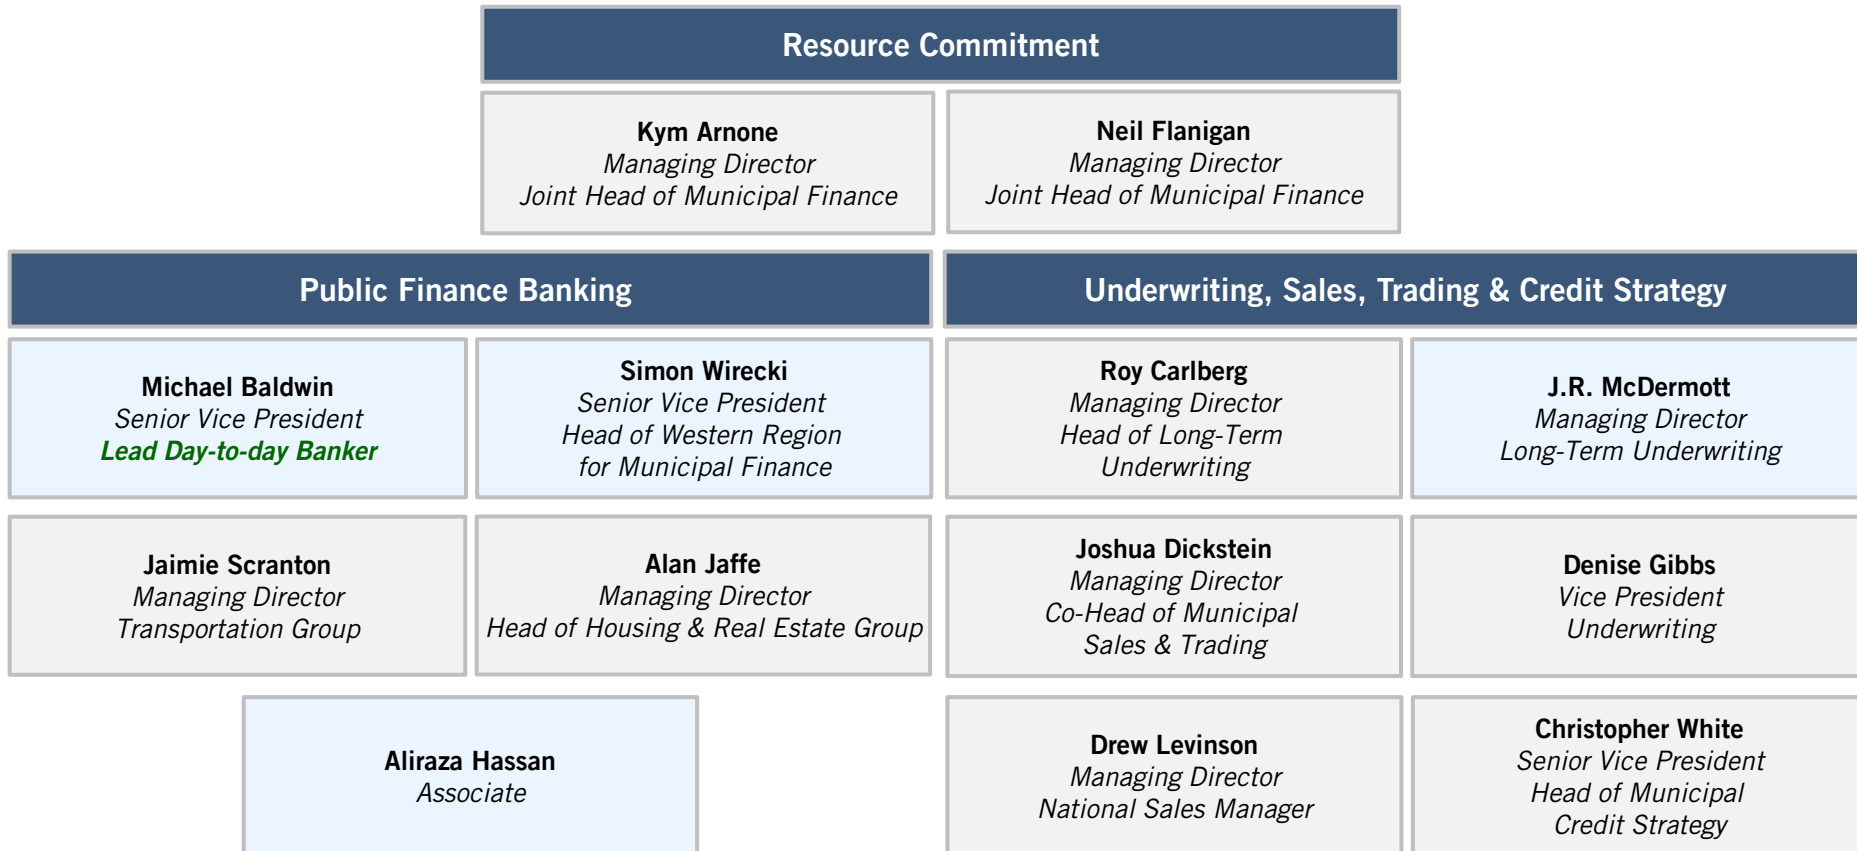 Resource Commitment
Kym Arnone
Managing Director
Joint Head of Municipal Finance
Neil Flanigan
Managing Director
Joint Head of Municipal Finance
Public Finance Banking
Underwriting, Sales, Trading & Credit Strategy
Michael Baldwin
Senior Vice President
Lead Day-to-day Banker
Simon Wirecki
Senior Vice President
Head of Western Region
for Municipal Finance
Roy Carlberg
Managing Director
Head of Long-Term
Underwriting
J.R. McDermott
Managing Director
Long-Term Underwriting
Jaimie Scranton
Managing Director
Transportation Group
Alan Jaffe
Managing Director
Head of Housing & Real Estate Group
Joshua Dickstein
Managing Director
Co-Head of Municipal
Sales & Trading
Denise Gibbs
Vice President
Underwriting
Aliraza Hassan
Associate
Drew Levinson
Managing Director
National Sales Manager
Christopher White
Senior Vice President
Head of Municipal
Credit Strategy